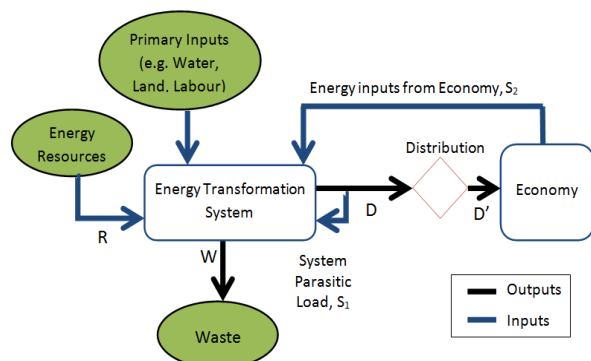 Primary Inputs
(e.g. Water,
Land, Labour)
Energy inputs from Economy, S₂
Energy
Resources
Distribution
Energy Transformation
System
Economy
D
D’
R
W
System
Parasitic
Load, S₁
Outputs
Inputs
Waste